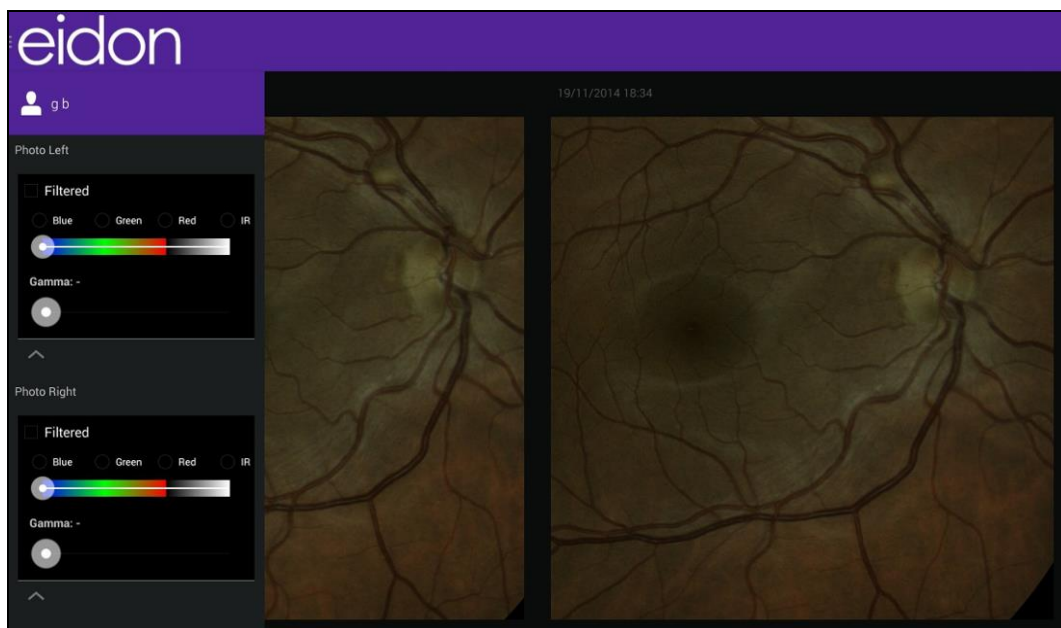 eidon
g b
19/11/2014 18:34
Photo Left
Filtered
Blue Green Red IR
Gamma: -
Photo Right
Filtered
Blue Green Red IR
Gamma: -